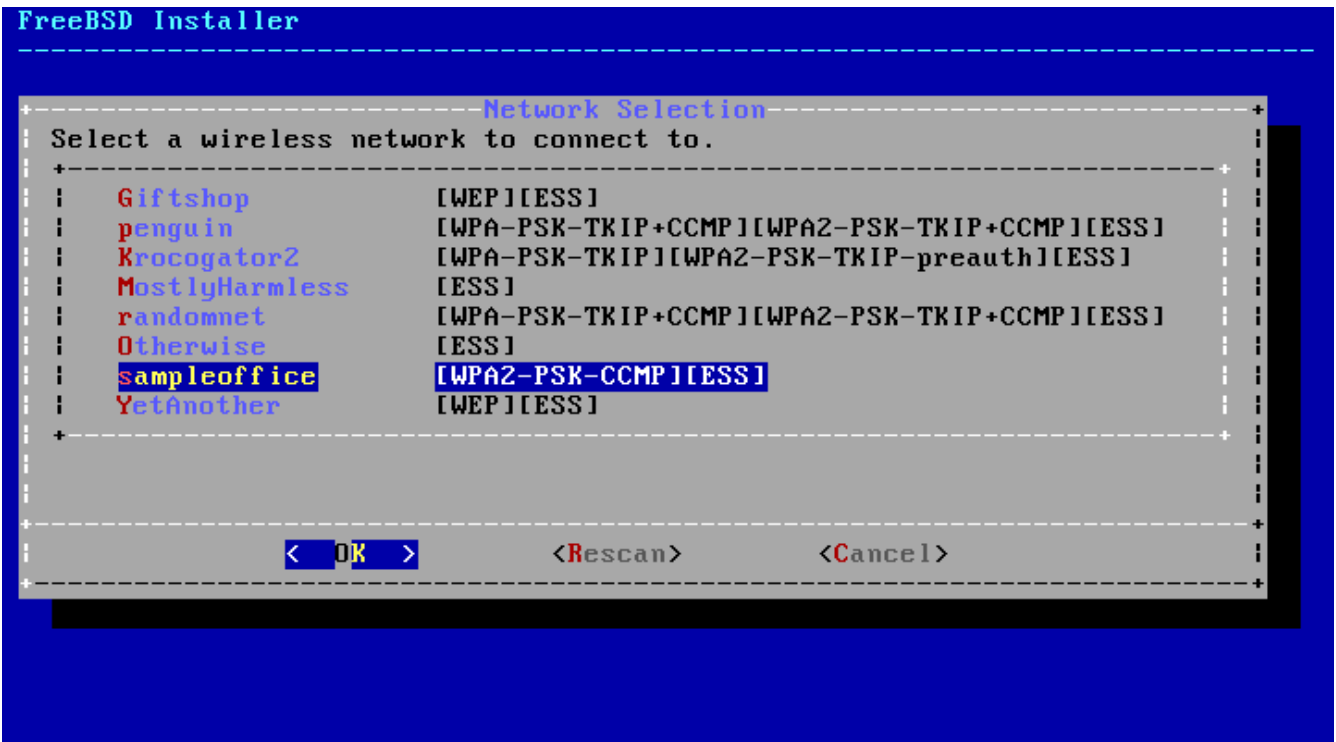 FreeBSD Installer
Network Selection
Select a wireless network to connect to.
Giftshop [WEP][ESS]
penguin [WPA-PSK-TKIP+CCMP][WPA2-PSK-TKIP+CCMP][ESS]
Krocogator2 [WPA-PSK-TKIP][WPA2-PSK-TKIP-preauth][ESS]
MostlyHarmless [ESS]
randomnet [WPA-PSK-TKIP+CCMP][WPA2-PSK-TKIP+CCMP][ESS]
Otherwise [ESS]
sampleoffice [WPA2-PSK-CCMP][ESS]
YetAnother [WEP][ESS]
< OK > <Rescan> <Cancel>